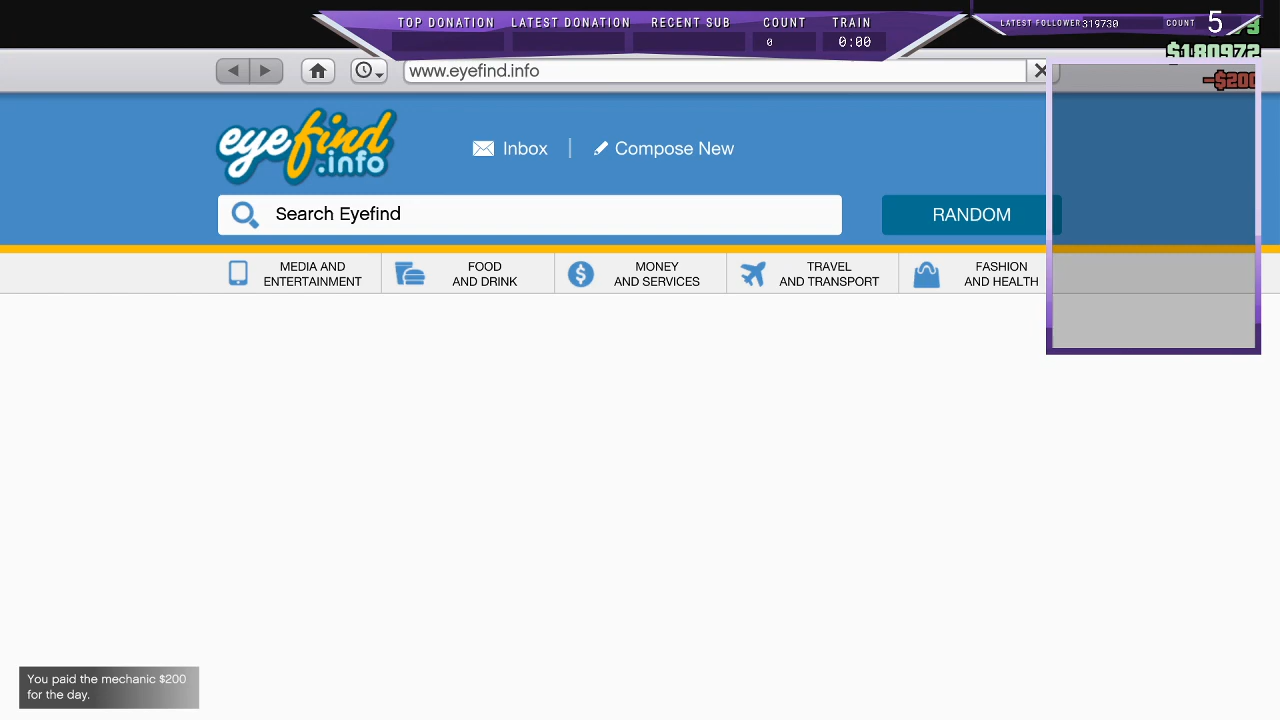 TOP DONATION LATEST DONATION RECENT SUB COUNT TRAIN
0 0:00
LATEST FOLLOWER 319730 COUNT 5
$180972
-$200
www.eyefind.info
eyefind.info
Inbox | Compose New
Search Eyefind
RANDOM
MEDIA AND ENTERTAINMENT
FOOD AND DRINK
MONEY AND SERVICES
TRAVEL AND TRANSPORT
FASHION AND HEALTH
You paid the mechanic $200
for the day.